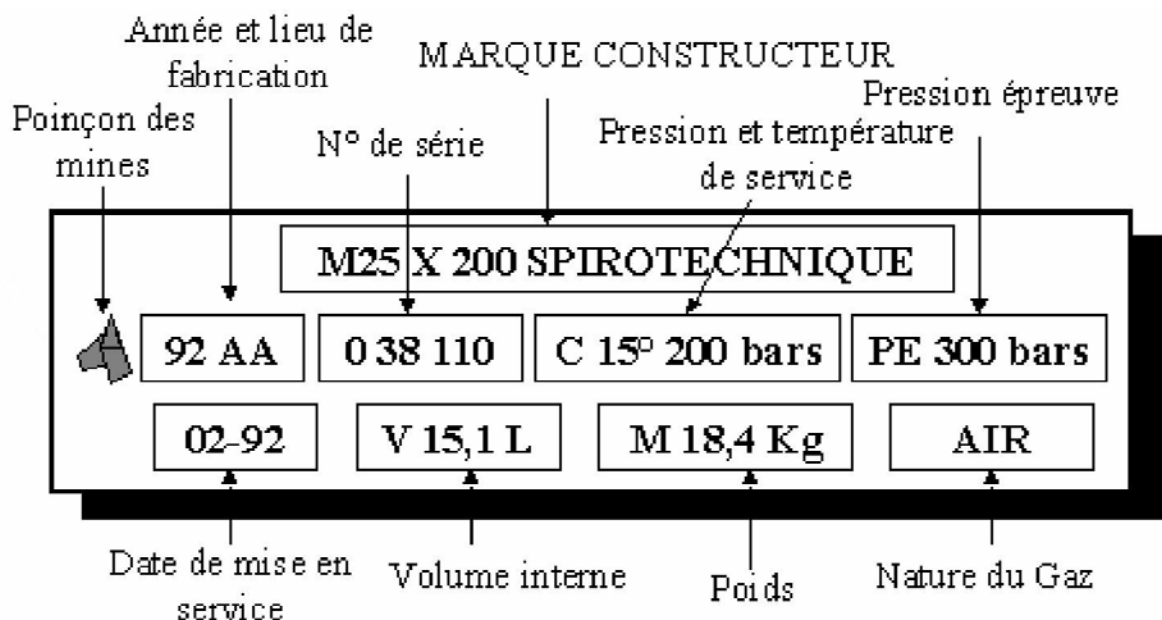 Année et lieu de
fabrication
MARQUE CONSTRUCTEUR
Pression épreuve
Poinçon des
mines
N° de série
Pression et température
de service
M25 X 200 SPIROTECHNIQUE
92 AA
0 38 110
C 15° 200 bars
PE 300 bars
02-92
V 15,1 L
M 18,4 Kg
AIR
Date de mise en
service
Volume interne
Poids
Nature du Gaz